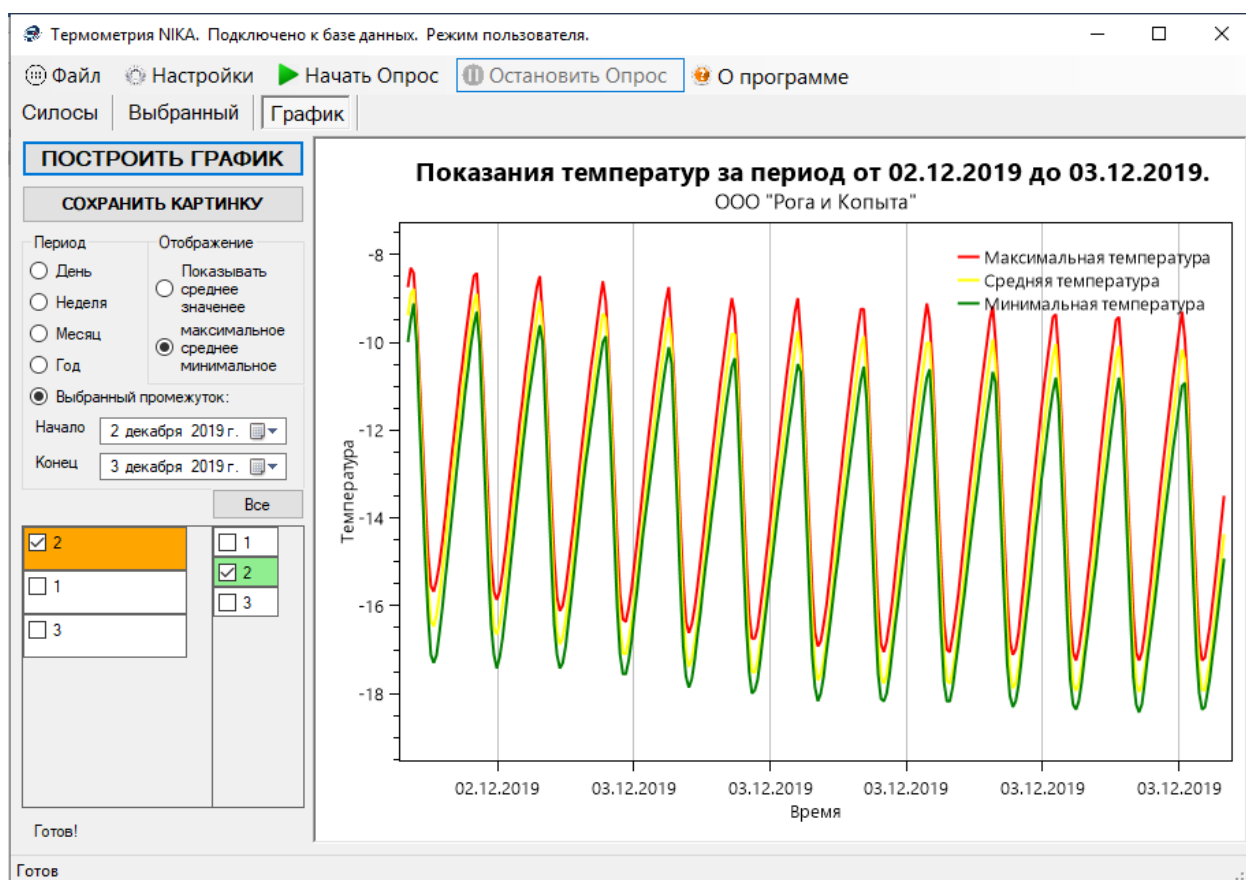 Термометрия NIKA. Подключено к базе данных. Режим пользователя.
Файл Настройки Начать Опрос Остановить Опрос О программе
Силосы Выбранный График
ПОСТРОИТЬ ГРАФИК
СОХРАНИТЬ КАРТИНКУ
Период
День
Неделя
Месяц
Год
Отображение
Показывать
среднее
значенее
максимальное
среднее
минимальное
Выбранный промежуток:
Начало 2 декабря 2019 г.
Конец 3 декабря 2019 г.
Все
2
1
3
1
2
3
Готов!
Показания температур за период от 02.12.2019 до 03.12.2019.
ООО "Рога и Копыта"
Максимальная температура
Средняя температура
Минимальная температура
Температура
-8
-10
-12
-14
-16
-18
02.12.2019 03.12.2019 03.12.2019 03.12.2019 03.12.2019 03.12.2019
Время
Готов